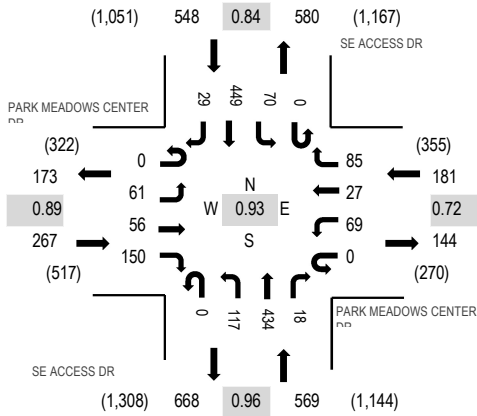 (1,051) 548 0.84 580 (1,167)
SE ACCESS DR
29 449 70 0
PARK MEADOWS CENTER
DR
(322)
173
0.89
267
(517)
0
61
56
150
N
W 0.93 E
S
85
27
69
0
(355)
181
0.72
144
(270)
0 117 434 18
PARK MEADOWS CENTER
DR
SE ACCESS DR
(1,308) 668 0.96 569 (1,144)